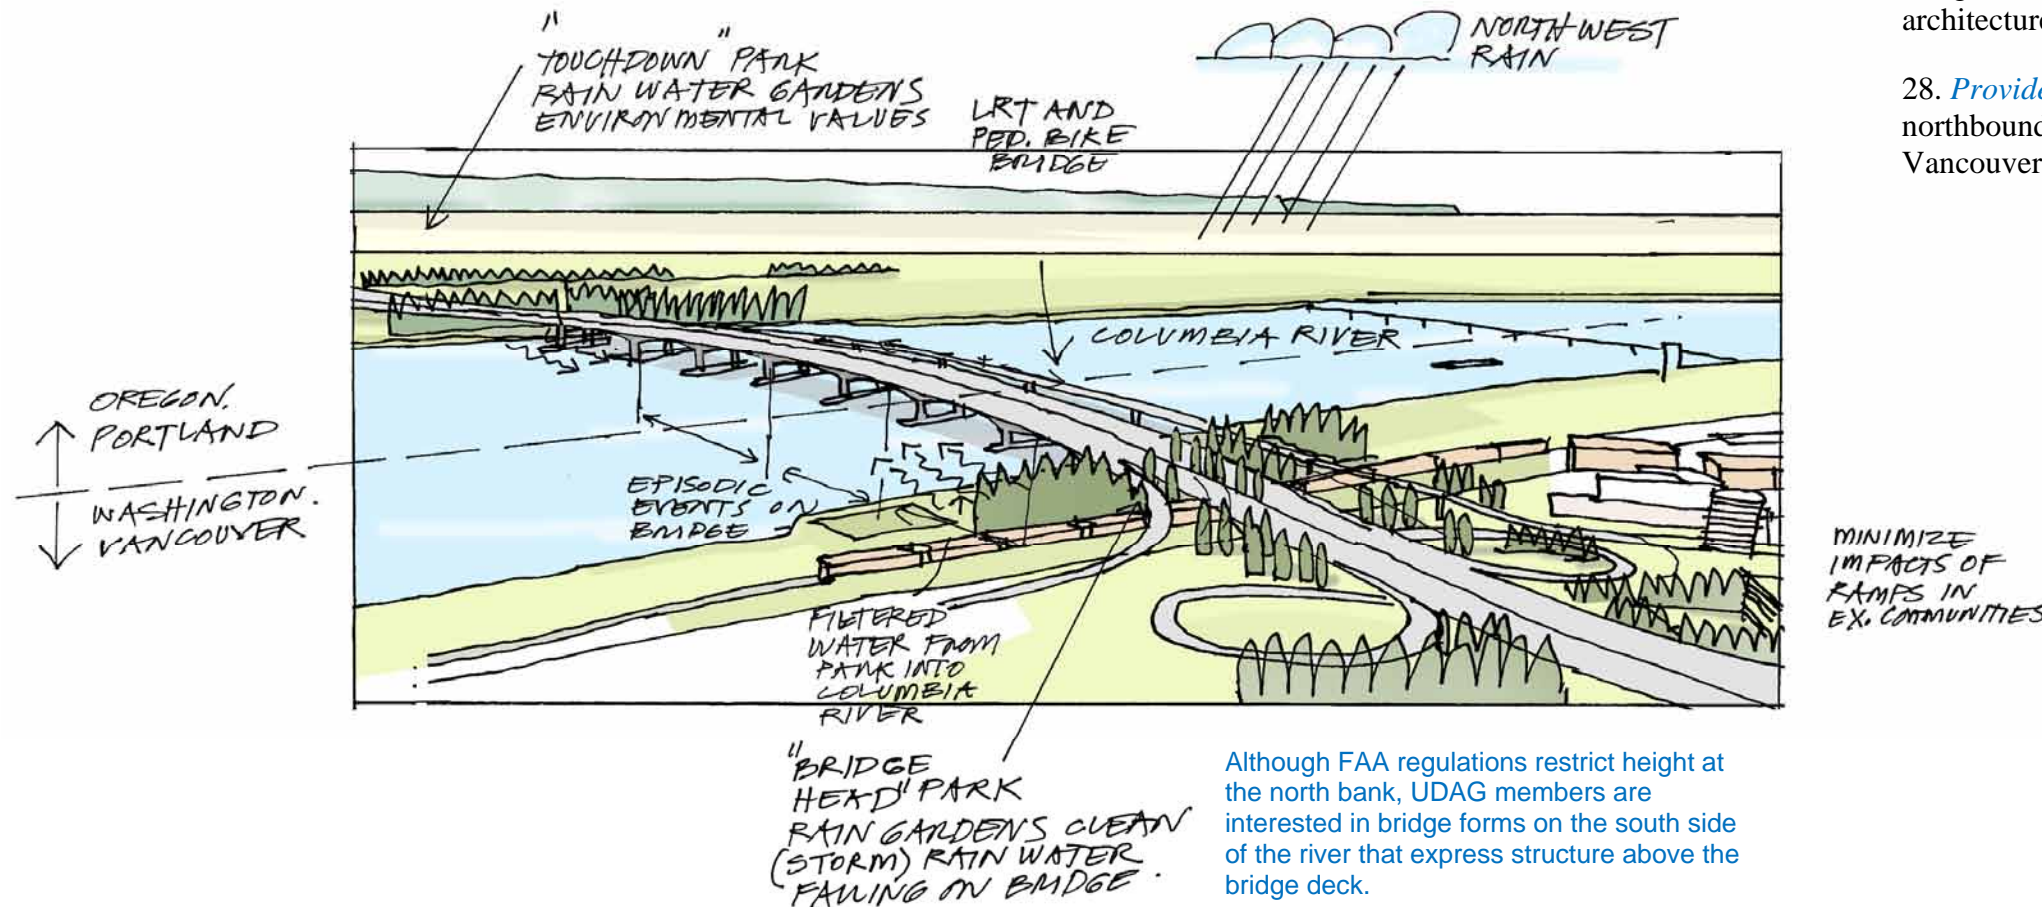 "TOUCHDOWN" PARK
RAIN WATER GARDENS
ENVIRONMENTAL VALUES
LRT AND
PED. BIKE
BRIDGE
NORTHWEST
RAIN
architecture
28. Provide
northbound
Vancouver
COLUMBIA RIVER
OREGON.
PORTLAND
WASHINGTON.
VANCOUVER
EPISODIC
EVENTS ON
BRIDGE
MINIMIZE
IMPACTS OF
RAMPS IN
EX. COMMUNITIES
FILTERED
WATER FROM
PARK INTO
COLUMBIA
RIVER
"BRIDGE
HEAD" PARK
RAIN GARDENS CLEAN
(STORM) RAIN WATER
FALLING ON BRIDGE.
Although FAA regulations restrict height at
the north bank, UDAG members are
interested in bridge forms on the south side
of the river that express structure above the
bridge deck.